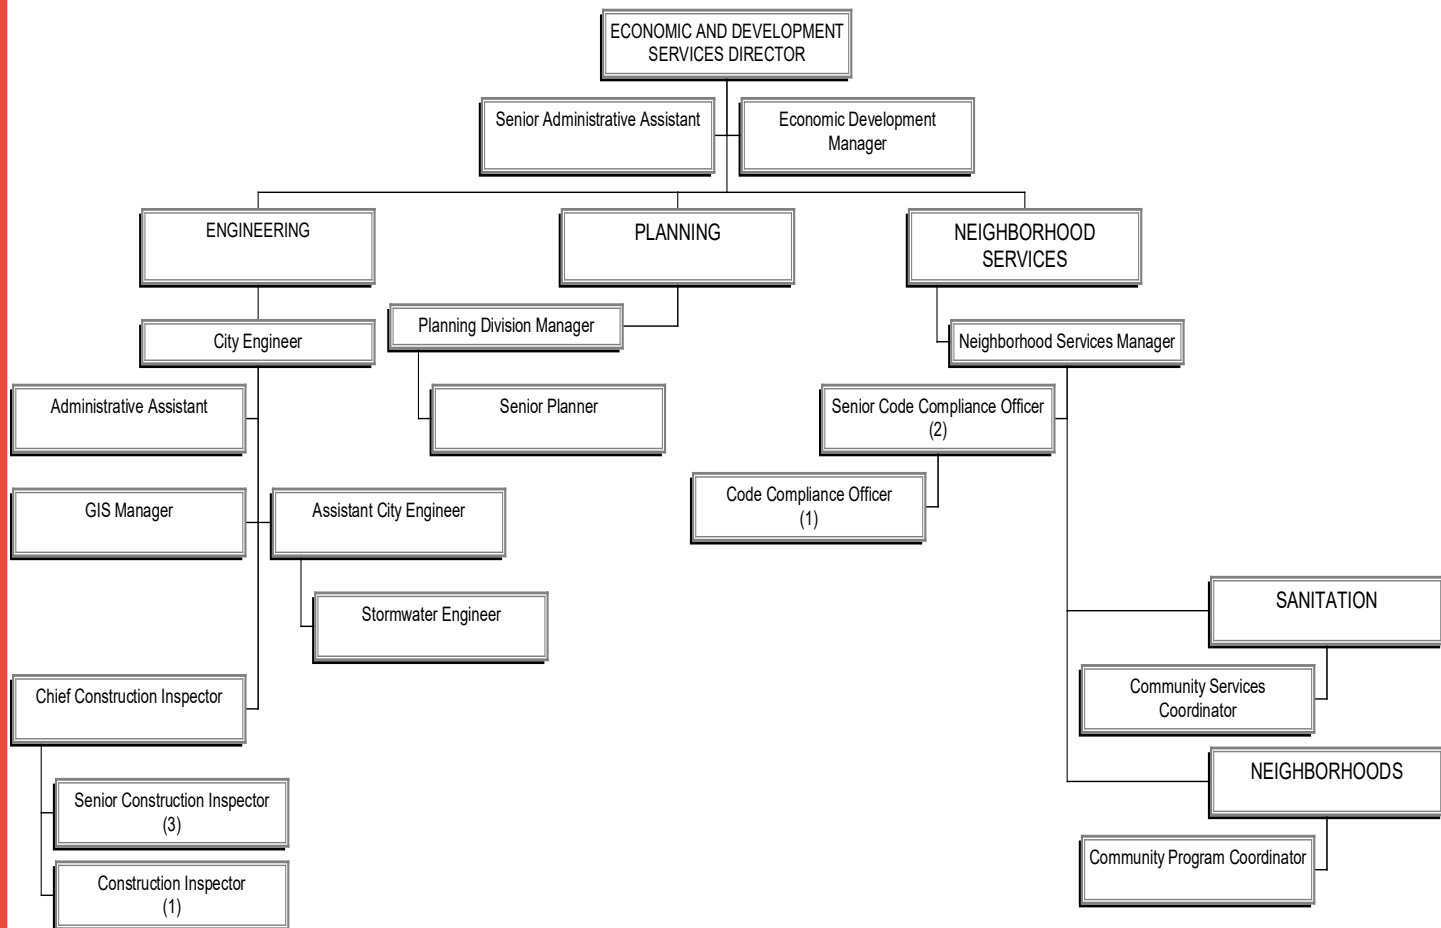 ECONOMIC AND DEVELOPMENT
SERVICES DIRECTOR
Senior Administrative Assistant
Economic Development
Manager
ENGINEERING
PLANNING
NEIGHBORHOOD
SERVICES
City Engineer
Planning Division Manager
Neighborhood Services Manager
Administrative Assistant
Senior Planner
Senior Code Compliance Officer
(2)
Code Compliance Officer
(1)
GIS Manager
Assistant City Engineer
Stormwater Engineer
SANITATION
Community Services
Coordinator
Chief Construction Inspector
NEIGHBORHOODS
Senior Construction Inspector
(3)
Community Program Coordinator
Construction Inspector
(1)